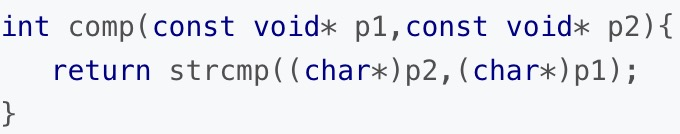 int comp(const void* p1,const void* p2){
   return strcmp((char*)p2,(char*)p1);
}